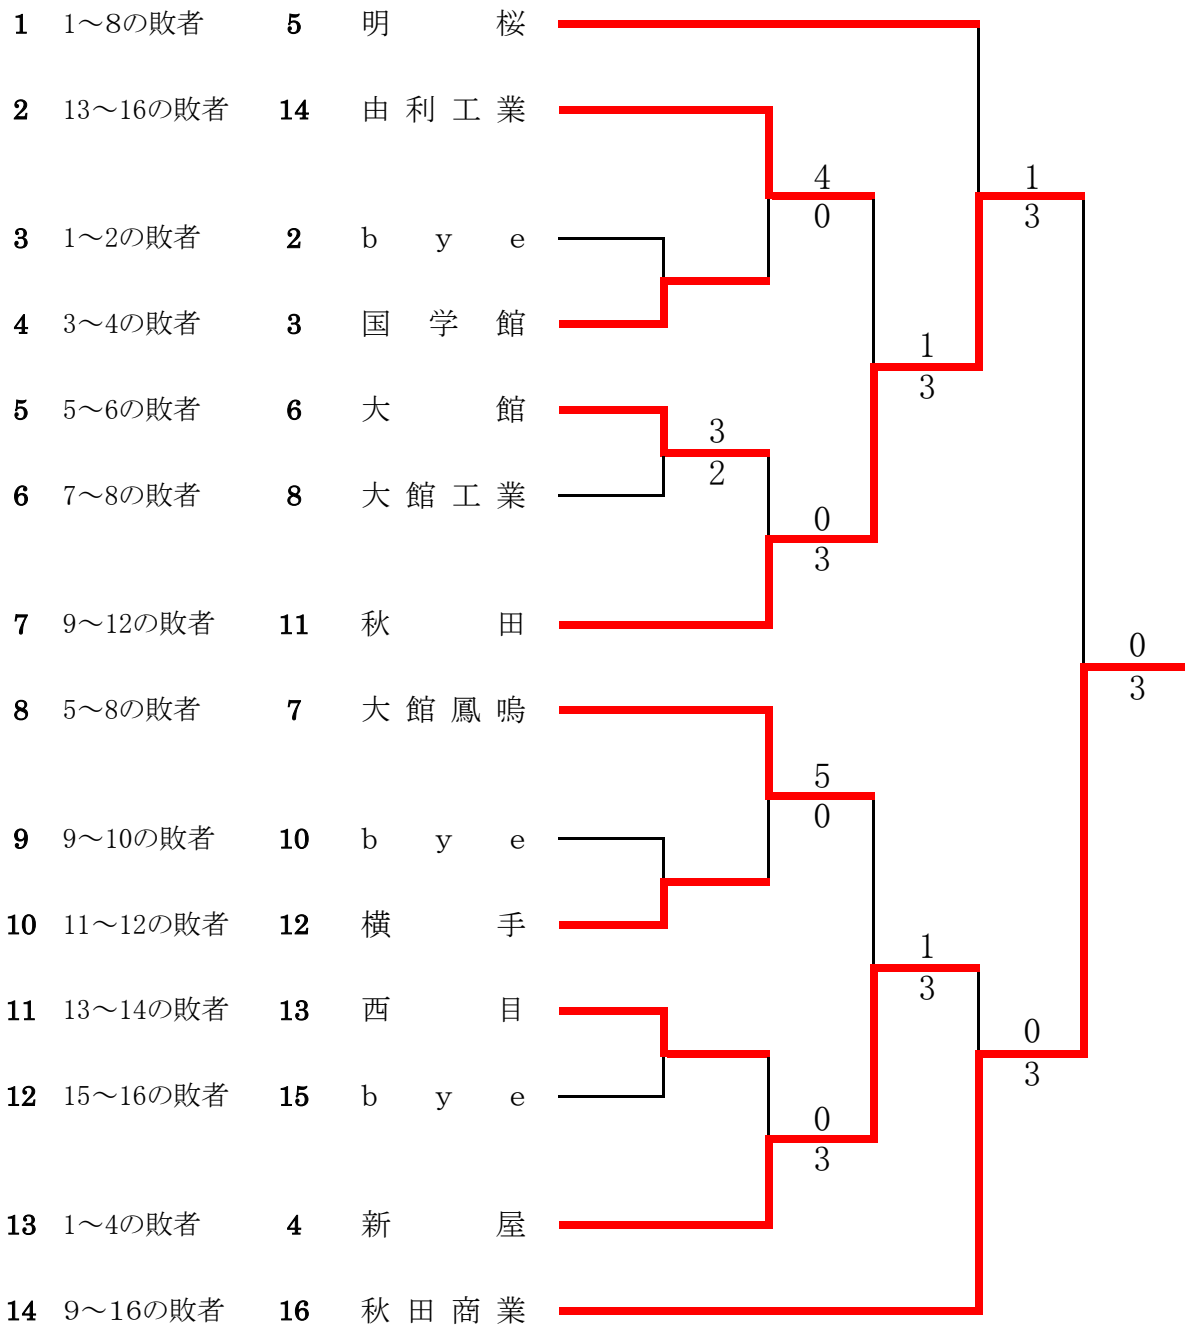 1 1～8の敗者 5 明桜
2 13～16の敗者 14 由利工業
4 1
0 3
3 1～2の敗者 2 bye
4 3～4の敗者 3 国学館
1
3
5 5～6の敗者 6 大館
3
2
6 7～8の敗者 8 大館工業
0
3
7 9～12の敗者 11 秋田
0
3
8 5～8の敗者 7 大館鳳鳴
5
0
9 9～10の敗者 10 bye
10 11～12の敗者 12 横手
1
3
11 13～14の敗者 13 西目
0
3
12 15～16の敗者 15 bye
0
3
13 1～4の敗者 4 新屋
14 9～16の敗者 16 秋田商業